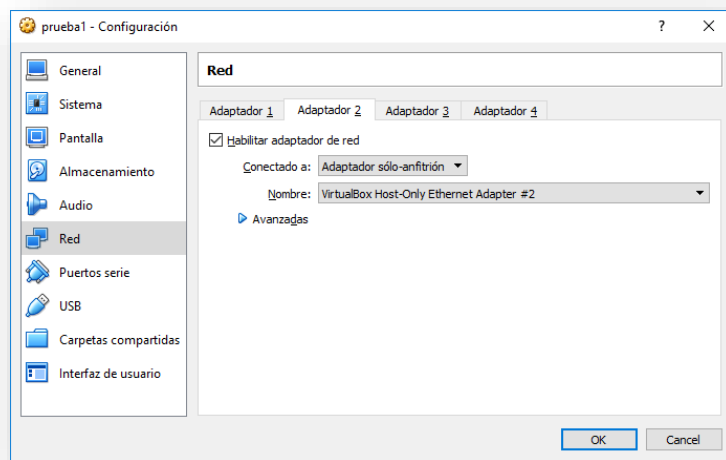 prueba1 - Configuración
?
General
Sistema
Pantalla
Almacenamiento
Audio
Red
Puertos serie
USB
Carpetas compartidas
Interfaz de usuario
Red
Adaptador 1 Adaptador 2 Adaptador 3 Adaptador 4
Habilitar adaptador de red
Conectado a: Adaptador sólo-anfitrión
Nombre: VirtualBox Host-Only Ethernet Adapter #2
Avanzadas
OK Cancel